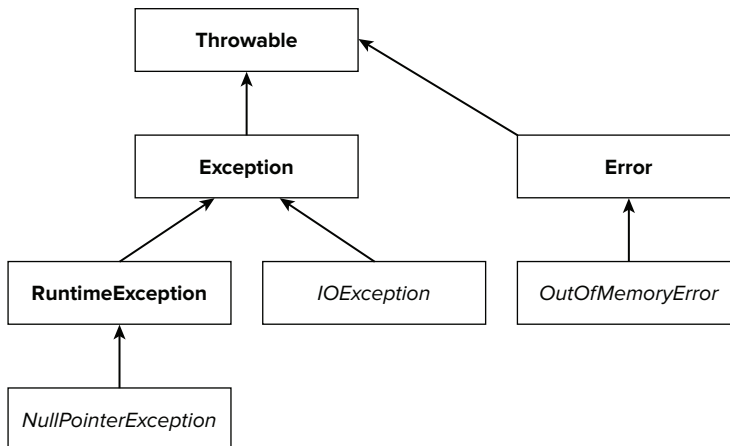 Throwable
Exception
Error
RuntimeException
IOException
OutOfMemoryError
NullPointerException